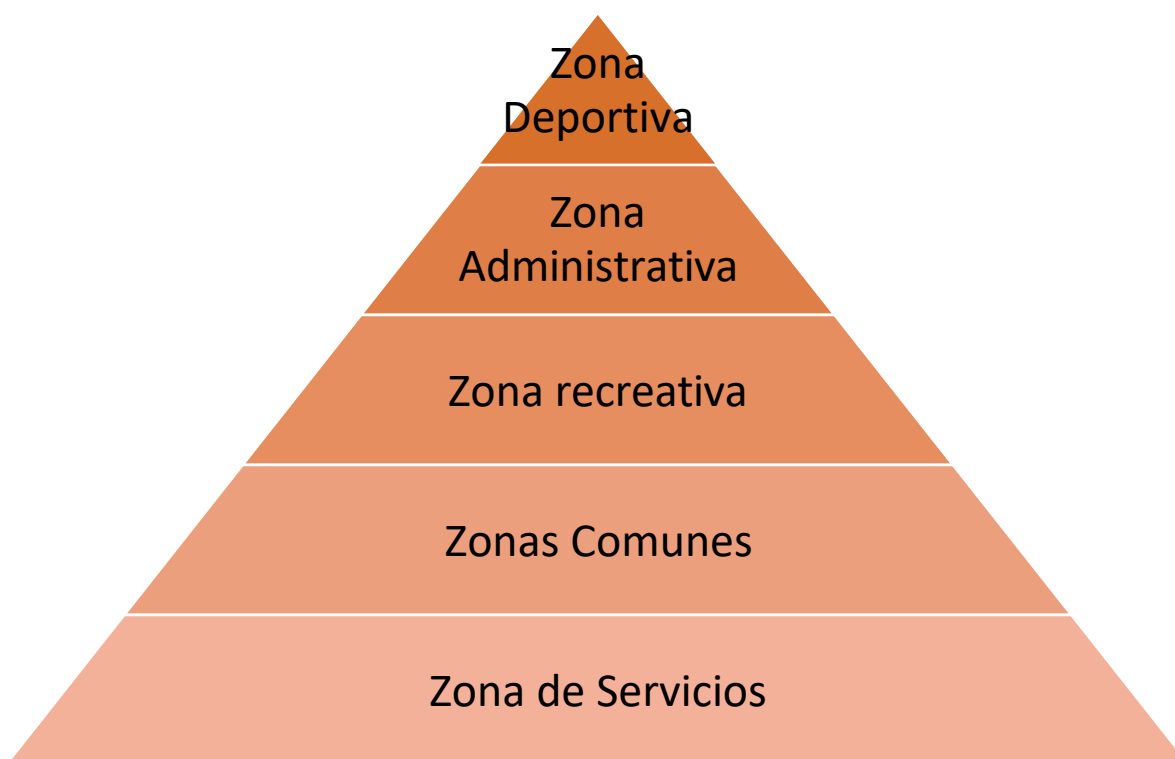 Zona
Deportiva
Zona
Administrativa
Zona recreativa
Zonas Comunes
Zona de Servicios